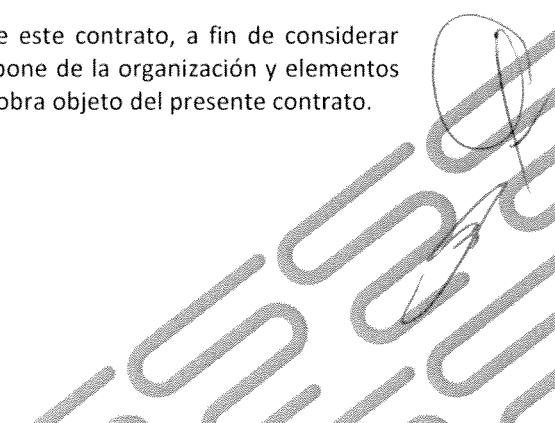 e este contrato, a fin de considerar
pone de la organización y elementos
obra objeto del presente contrato.